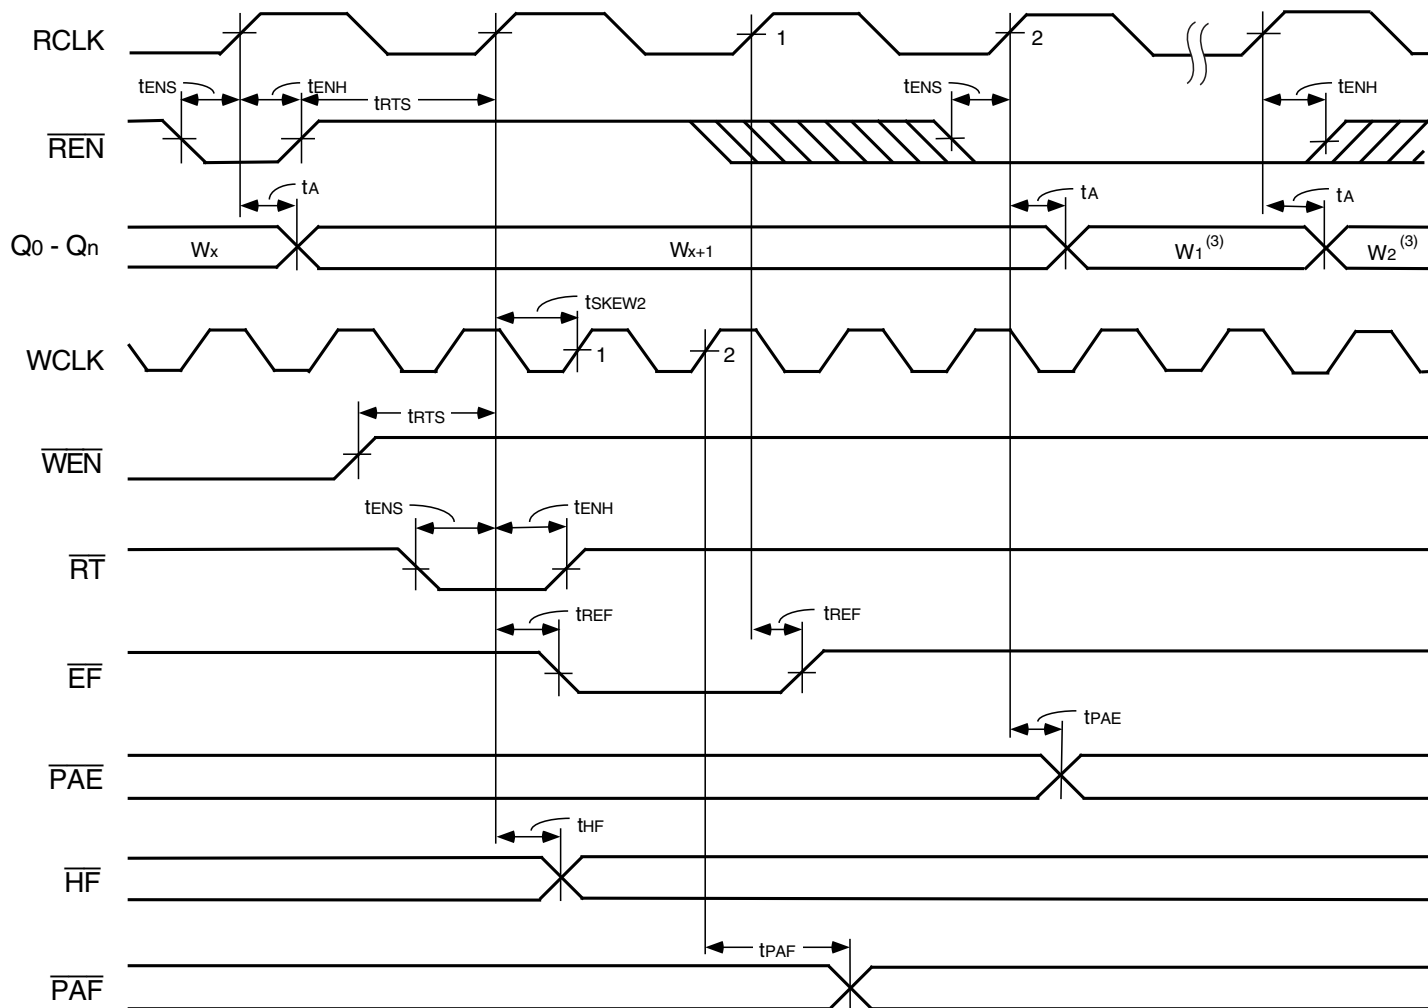 RCLK 1 2
tENS tENH tRTS tENS tENH
REN
tA tA tA
Q0 - Qn Wx Wx+1 W1(3) W2(3)
tSKEW2
WCLK 1 2
tRTS
WEN
tENS tENH
RT
tREF tREF
EF
tPAE
PAE
tHF
HF
tPAF
PAF